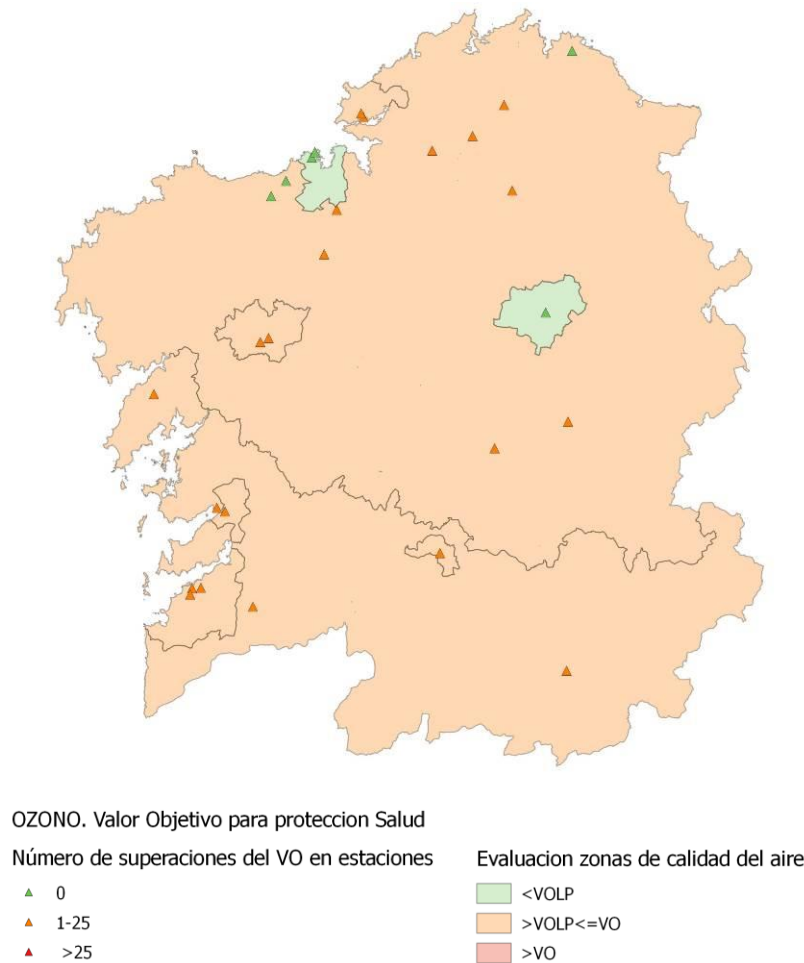 OZONO. Valor Objetivo para proteccion Salud
Número de superaciones del VO en estaciones
0
1-25
>25
Evaluacion zonas de calidad del aire
<VOLP
>VOLP<=VO
>VO